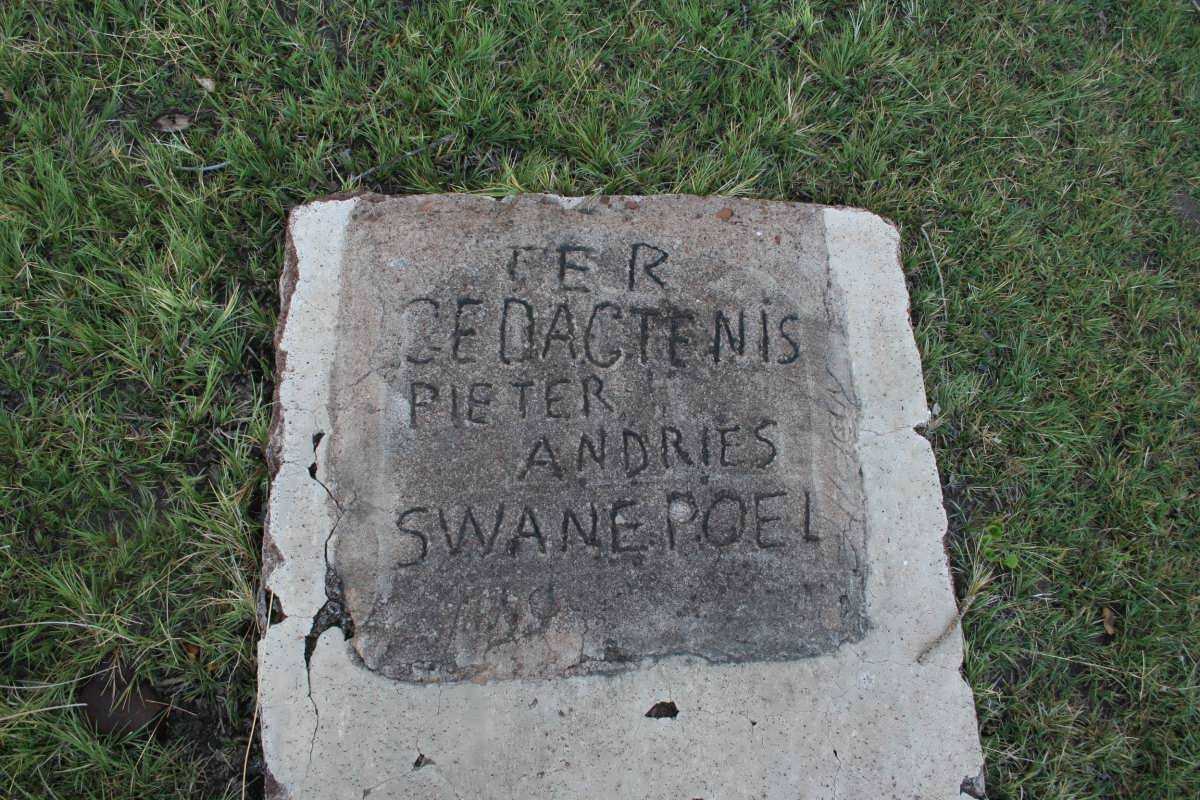 TER
GEDACTENIS
PIETER
ANDRIES
SWANEPOEL